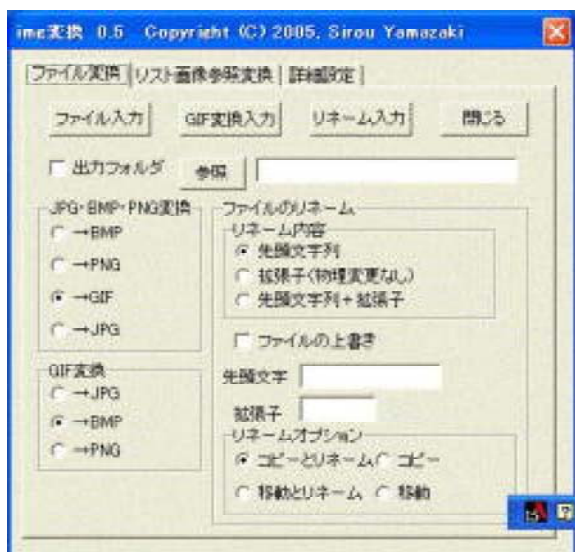 img変換 0.5 Copyright (C) 2005, Sirou Yamazaki
ファイル変換 リスト画像参照変換 詳細設定
ファイル入力 GIF変換入力 リネーム入力 閉じる
出力フォルダ 参照
JPG・BMP・PNG変換
→BMP
→PNG
→GIF
→JPG
GIF変換
→JPG
→BMP
→PNG
ファイルのリネーム
リネーム内容
先頭文字列
拡張子(物理変更なし)
先頭文字列+拡張子
ファイルの上書き
先頭文字
拡張子
リネームオプション
コピーとリネーム コピー
移動とリネーム 移動